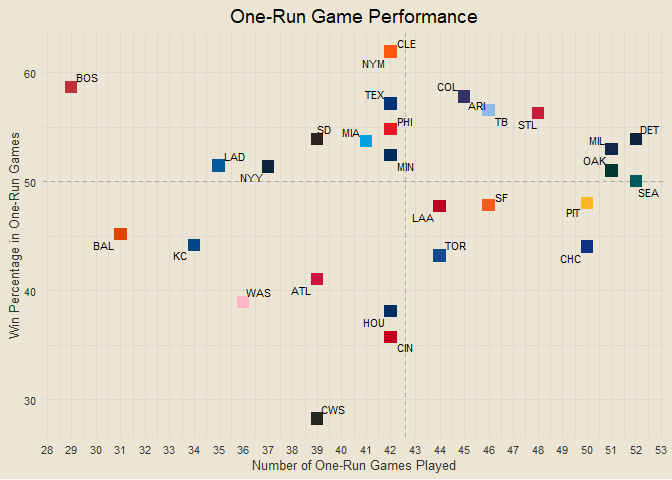 One-Run Game Performance
CLE
NYM
BOS
COL
TEX
ARI
TB
STL
PHI
SD
MIA
DET
MIL
MIN
OAK
LAD
NYY
SEA
SF
LAA
PIT
BAL
KC
TOR
CHC
ATL
WAS
HOU
CIN
CWS
60
50
40
30
Win Percentage in One-Run Games
28 29 30 31 32 33 34 35 36 37 38 39 40 41 42 43 44 45 46 47 48 49 50 51 52 53
Number of One-Run Games Played